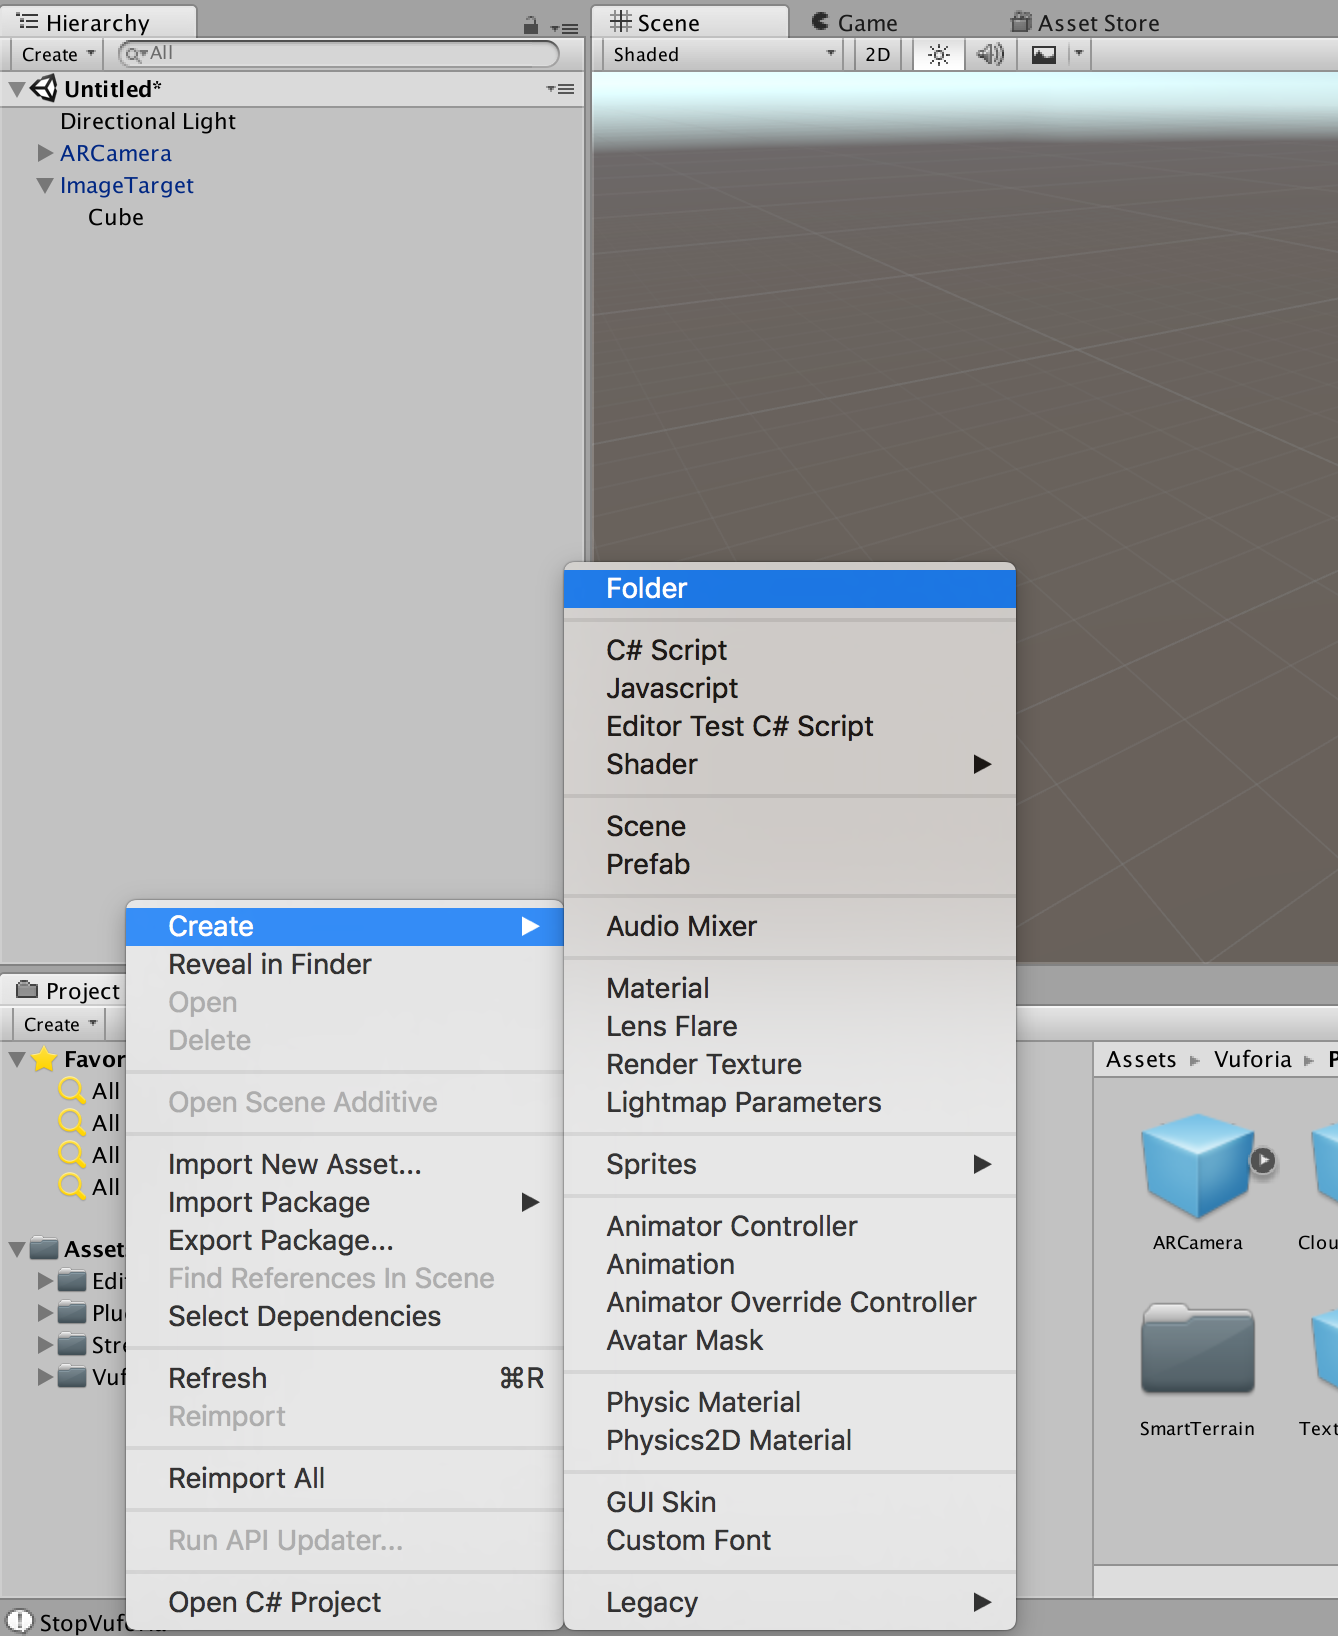 Hierarchy
Create
All
Untitled*
Directional Light
ARCamera
ImageTarget
Cube
Scene
Game
Asset Store
Shaded
2D
Folder
C# Script
Javascript
Editor Test C# Script
Shader
Scene
Prefab
Audio Mixer
Material
Lens Flare
Render Texture
Lightmap Parameters
Sprites
Animator Controller
Animation
Animator Override Controller
Avatar Mask
Physic Material
Physics2D Material
GUI Skin
Custom Font
Legacy
Create
Reveal in Finder
Open
Delete
Open Scene Additive
Import New Asset...
Import Package
Export Package...
Find References In Scene
Select Dependencies
Refresh ⌘R
Reimport
Reimport All
Run API Updater...
Open C# Project
Project
Create
Favor
All
All
All
All
Asset
Edi
Plu
Stre
Vuf
StopVuforia
Assets Vuforia P
ARCamera
Clou
SmartTerrain
Text